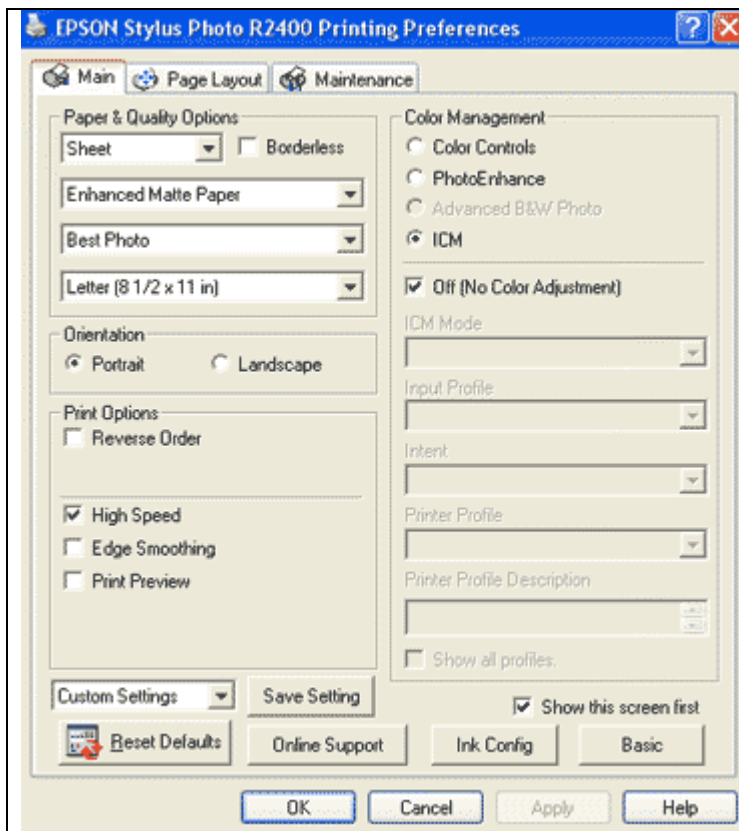 EPSON Stylus Photo R2400 Printing Preferences
Main
Page Layout
Maintenance
Paper & Quality Options
Sheet
Borderless
Enhanced Matte Paper
Best Photo
Letter (8 1/2 x 11 in)
Orientation
Portrait
Landscape
Print Options
Reverse Order
High Speed
Edge Smoothing
Print Preview
Color Management
Color Controls
PhotoEnhance
Advanced B&W Photo
ICM
Off (No Color Adjustment)
ICM Mode
Input Profile
Intent
Printer Profile
Printer Profile Description
Show all profiles.
Custom Settings
Save Setting
Show this screen first
Reset Defaults
Online Support
Ink Config
Basic
OK
Cancel
Apply
Help